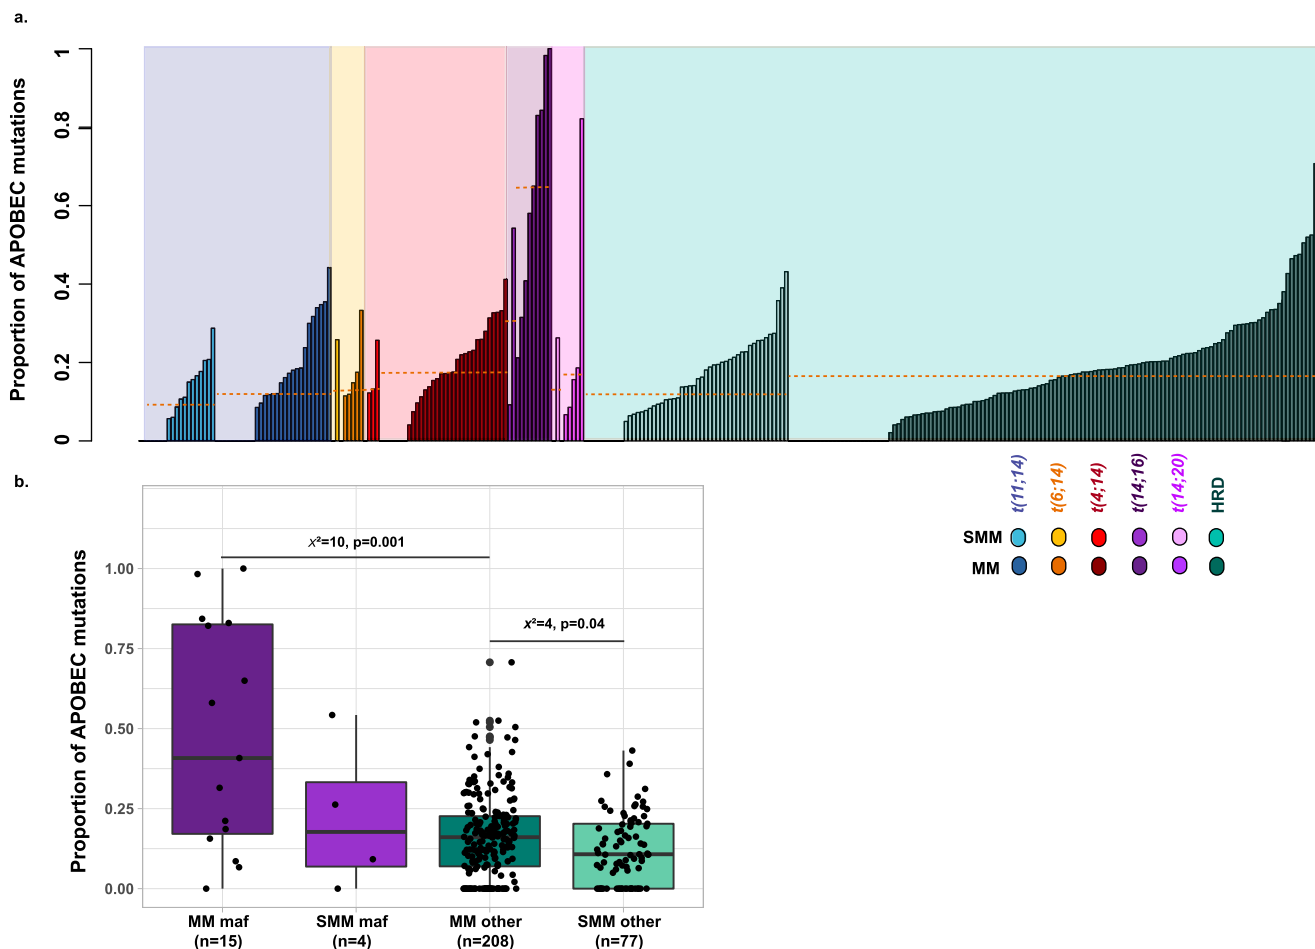 a.
Proportion of APOBEC mutations
1
0.8
0.6
0.4
0.2
0
t(11;14)
t(6;14)
t(4;14)
t(14;16)
t(14;20)
HRD
SMM
MM
b.
Proportion of APOBEC mutations
1.00
0.75
0.50
0.25
0.00
x²=10, p=0.001
x²=4, p=0.04
MM maf
(n=15)
SMM maf
(n=4)
MM other
(n=208)
SMM other
(n=77)